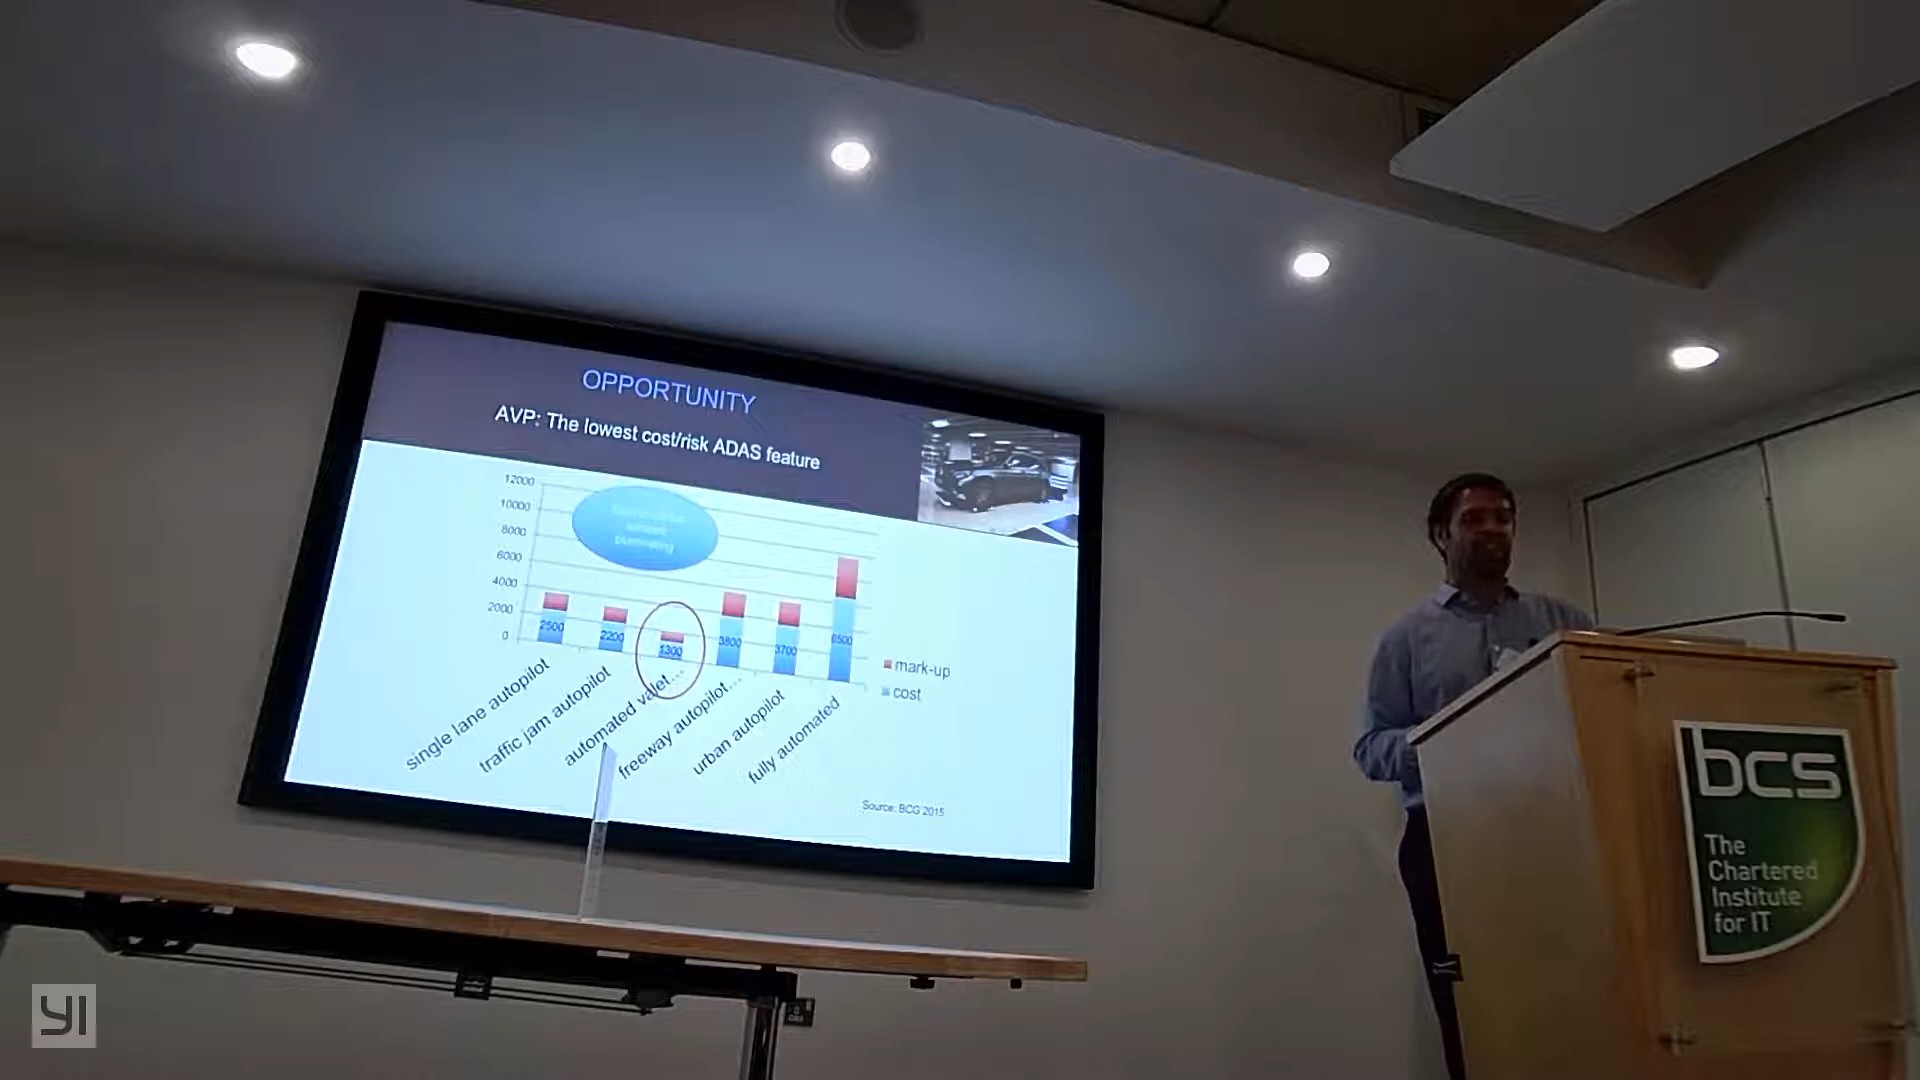 OPPORTUNITY
AVP: The lowest cost/risk ADAS feature
12000
10000
8000
6000
4000
2000
0
2500
2200
1300
3800
3700
6500
single lane autopilot
traffic jam autopilot
automated valet...
freeway autopilot...
urban autopilot
fully automated
mark-up
cost
Source: BCG 2015
bcs
The
Chartered
Institute
for IT
YI